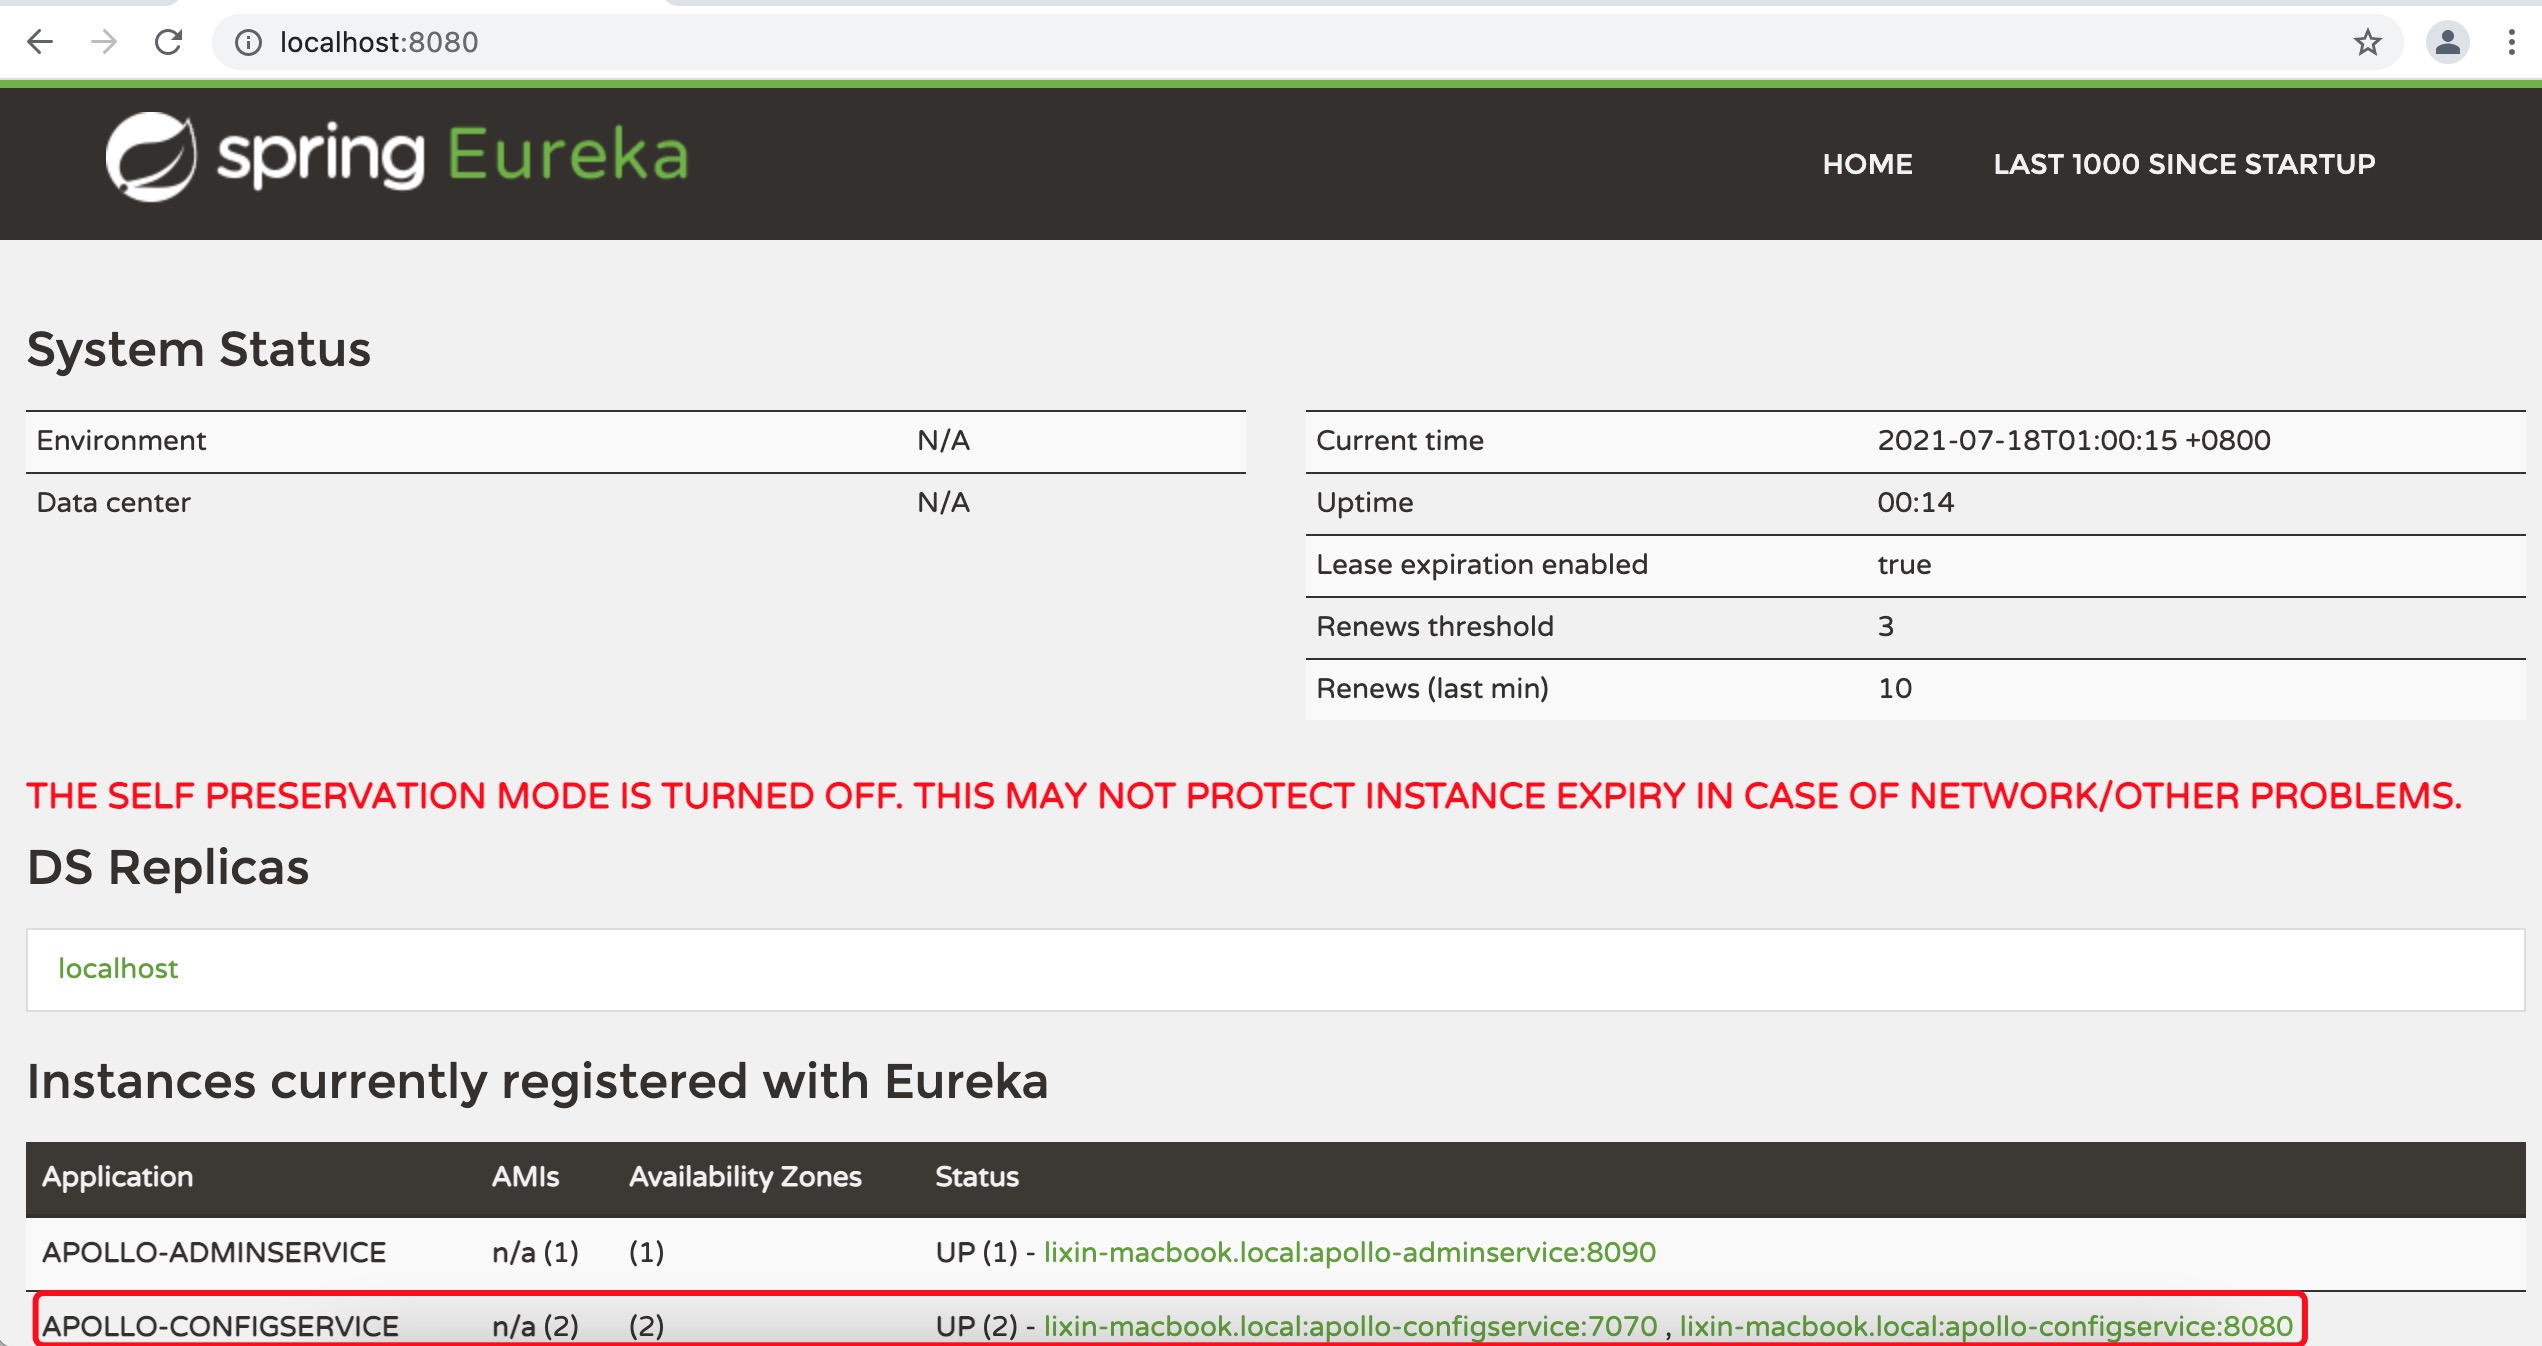 localhost:8080
spring Eureka
HOME LAST 1000 SINCE STARTUP
System Status
Environment N/A
Data center N/A
Current time 2021-07-18T01:00:15 +0800
Uptime 00:14
Lease expiration enabled true
Renews threshold 3
Renews (last min) 10
THE SELF PRESERVATION MODE IS TURNED OFF. THIS MAY NOT PROTECT INSTANCE EXPIRY IN CASE OF NETWORK/OTHER PROBLEMS.
DS Replicas
localhost
Instances currently registered with Eureka
Application AMIs Availability Zones Status
APOLLO-ADMINSERVICE n/a (1) (1) UP (1) - lixin-macbook.local:apollo-adminservice:8090
APOLLO-CONFIGSERVICE n/a (2) (2) UP (2) - lixin-macbook.local:apollo-configservice:7070 , lixin-macbook.local:apollo-configservice:8080